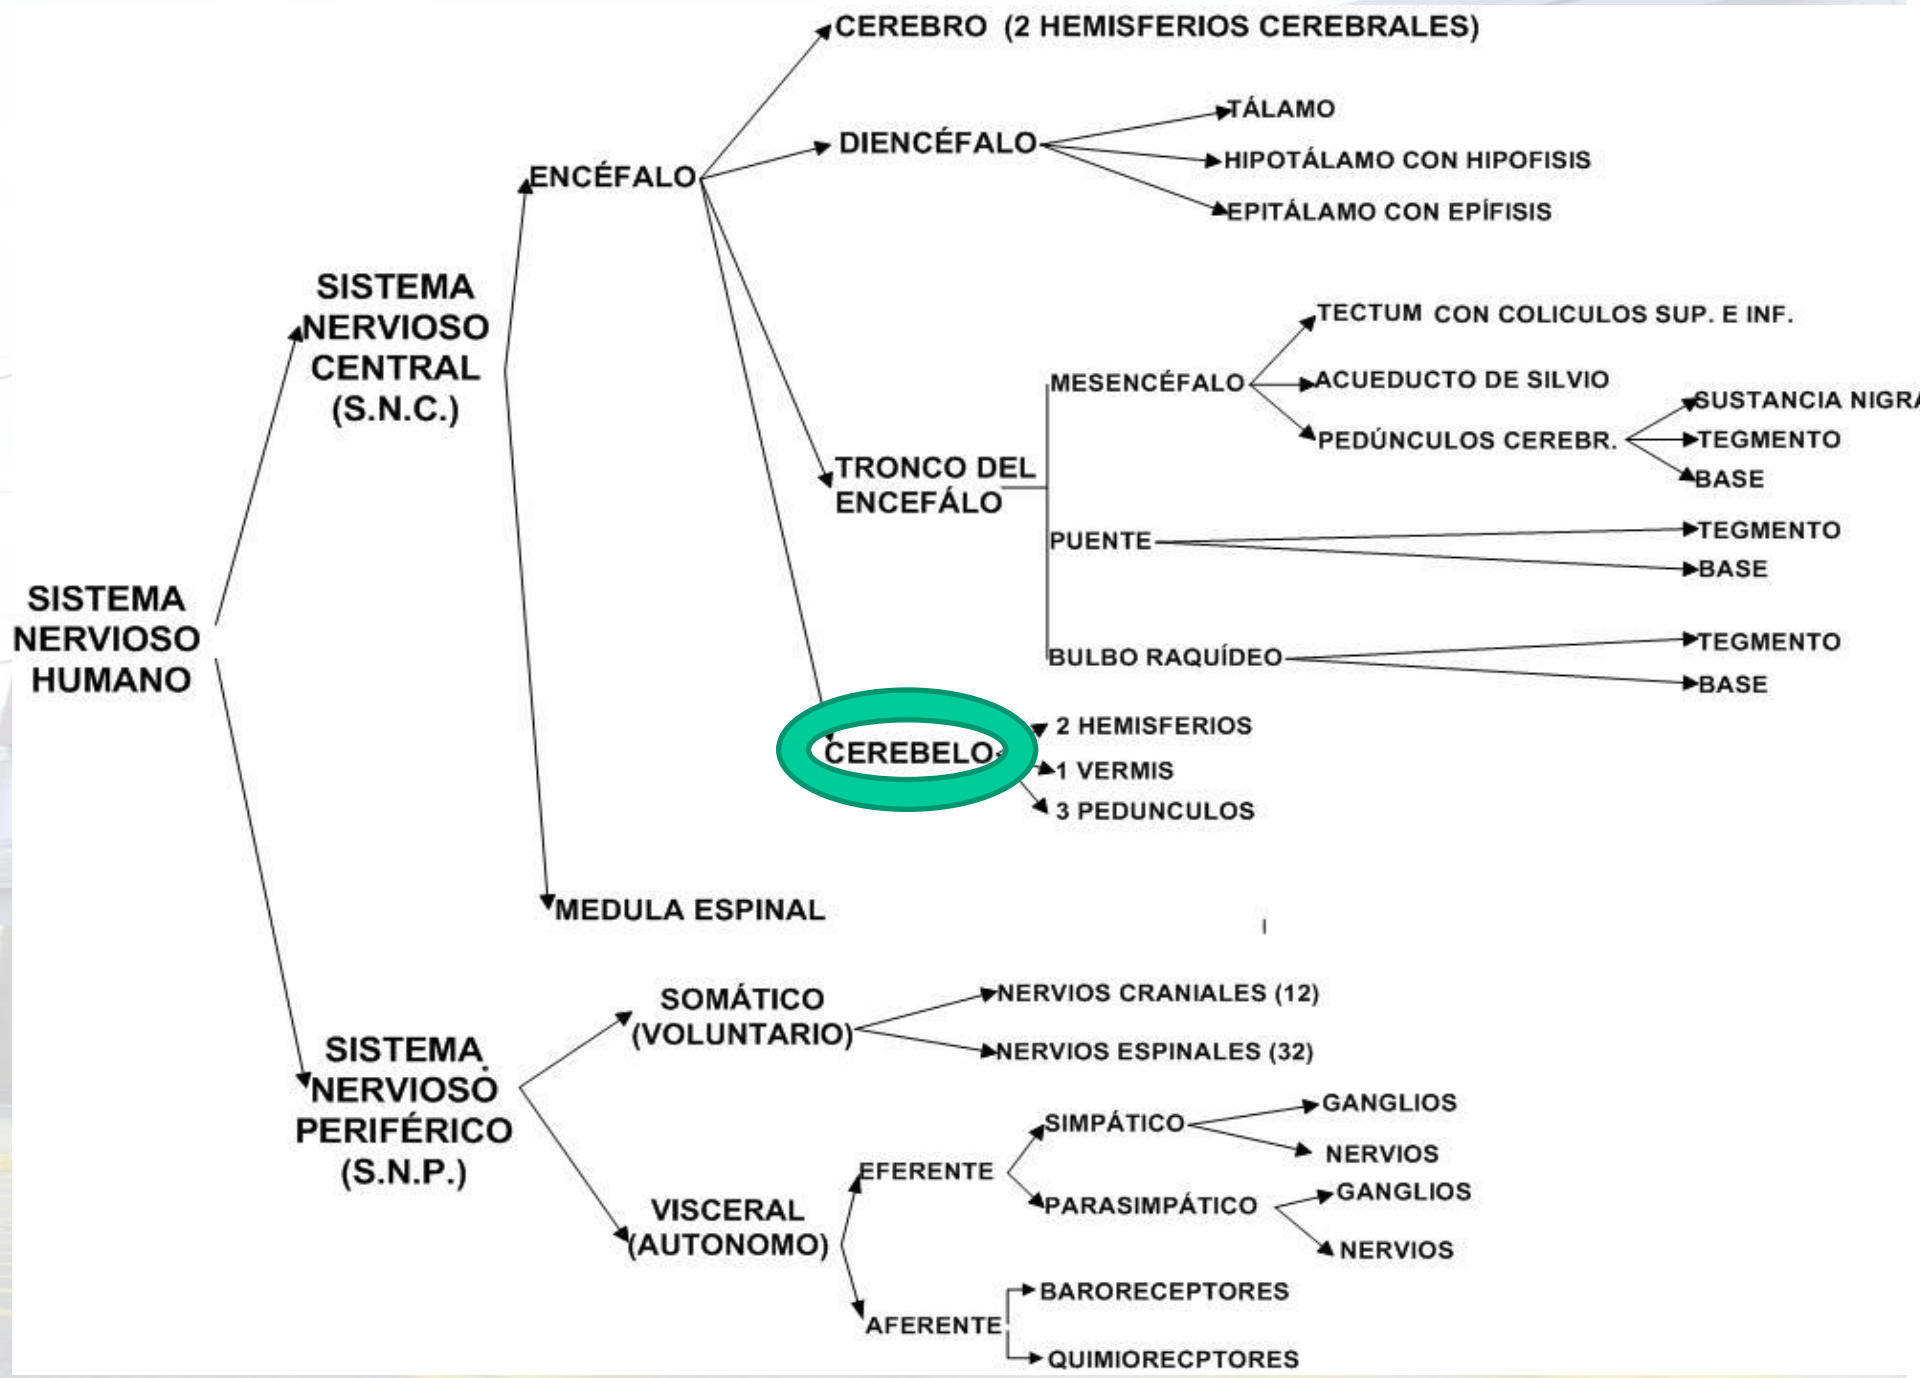 CEREBRO (2 HEMISFERIOS CEREBRALES)
TÁLAMO
DIENCÉFALO
HIPOTÁLAMO CON HIPOFISIS
ENCÉFALO
EPITÁLAMO CON EPÍFISIS
SISTEMA
NERVIOSO
CENTRAL
(S.N.C.)
TECTUM CON COLICULOS SUP. E INF.
MESENCÉFALO
ACUEDUCTO DE SILVIO
SUSTANCIA NIGRA
PEDÚNCULOS CEREBR.
TEGMENTO
BASE
TRONCO DEL
ENCEFÁLO
PUENTE
TEGMENTO
BASE
SISTEMA
NERVIOSO
HUMANO
BULBO RAQUÍDEO
TEGMENTO
BASE
CEREBELO
2 HEMISFERIOS
1 VERMIS
3 PEDUNCULOS
MEDULA ESPINAL
SOMÁTICO
(VOLUNTARIO)
NERVIOS CRANIALES (12)
NERVIOS ESPINALES (32)
SISTEMA
NERVIOSO
PERIFÉRICO
(S.N.P.)
SIMPÁTICO
GANGLIOS
NERVIOS
EFERENTE
PARASIMPÁTICO
GANGLIOS
NERVIOS
VISCERAL
(AUTONOMO)
BARORECEPTORES
AFERENTE
QUIMIORECPTORES